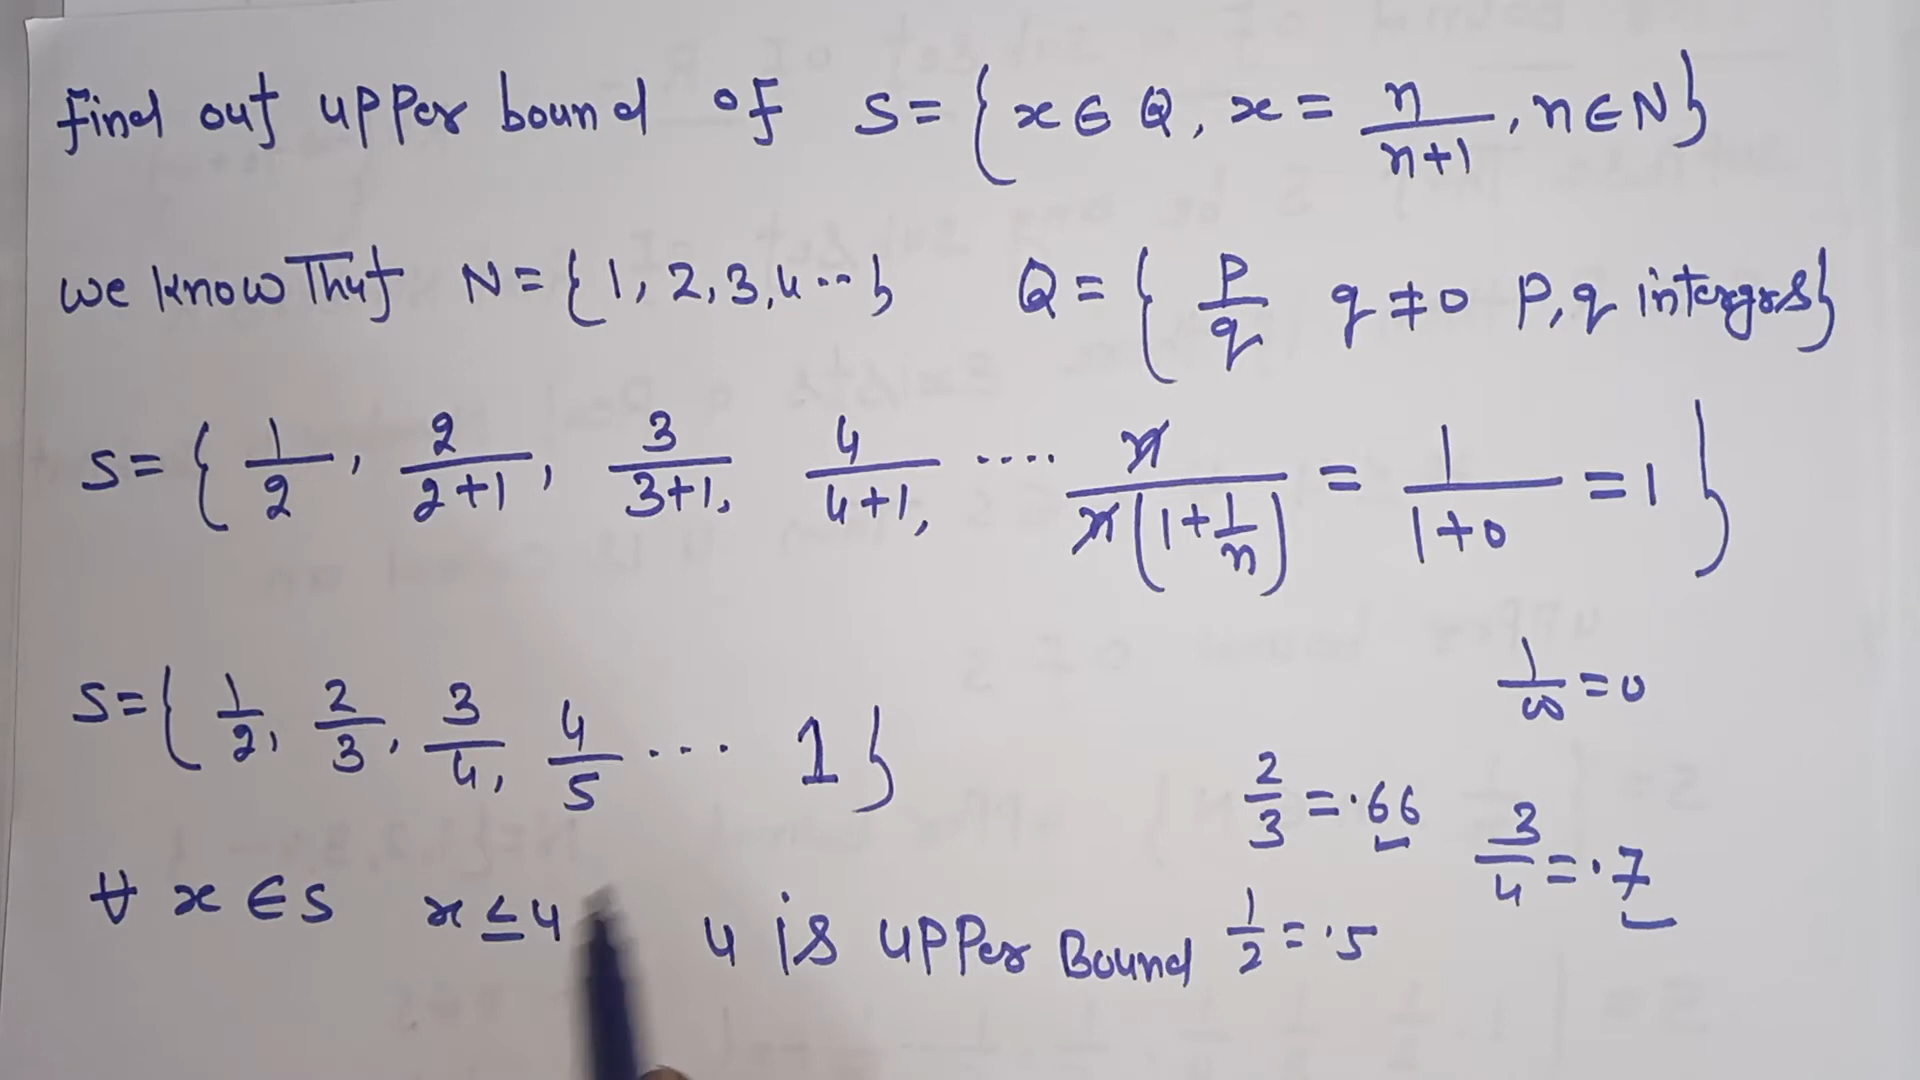 find out upper bound of S = { x ∈ Q, x = n/(n+1), n ∈ N }
we know That N = { 1, 2, 3, 4 ... } Q = { p/q q ≠ 0 P, q intergers }
S = { 1/2, 2/(2+1), 3/(3+1), 4/(4+1), .... n/(n(1+1/n)) = 1/(1+0) = 1 }
1/∞ = 0
S = { 1/2, 2/3, 3/4, 4/5 .... 1 }
2/3 = .66 3/4 = .7
∀ x ∈ S x ≤ 4 4 is upper Bound 1/2 = .5